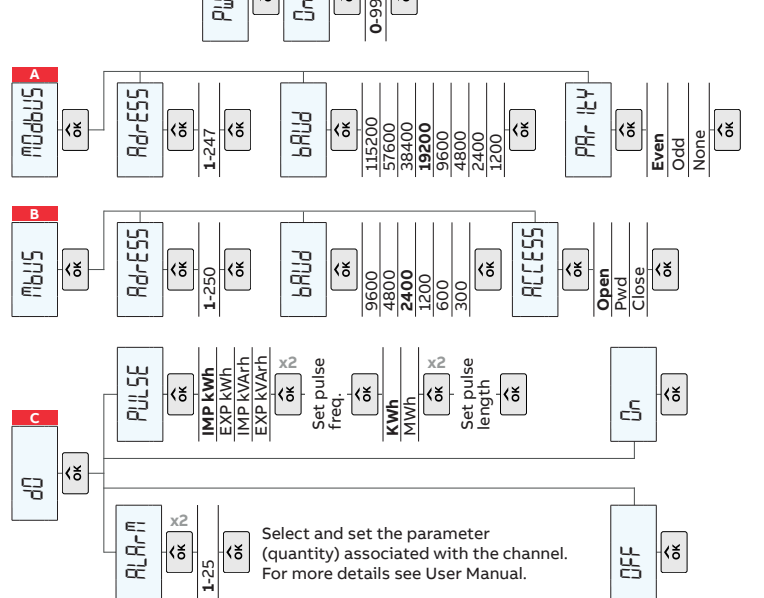 A
mOdbUS
OK
AdrESS
OK
1-247
OK
bAUd
OK
115200
57600
38400
19200
9600
4800
2400
1200
OK
PAr ItY
OK
Even
Odd
None
OK
B
mbUS
OK
AdrESS
OK
1-250
OK
bAUd
OK
9600
4800
2400
1200
600
300
OK
ACCESS
OK
Open
Pwd
Close
OK
C
dO
OK
PULSE
OK
IMP kWh
EXP kWh
IMP kVArh
EXP kVArh
x2
OK
Set pulse
freq.
OK
KWh
MWh
x2
OK
Set pulse
length
OK
On
OK
ALArm
x2
OK
1-25
OK
Select and set the parameter
(quantity) associated with the channel.
For more details see User Manual.
OFF
OK